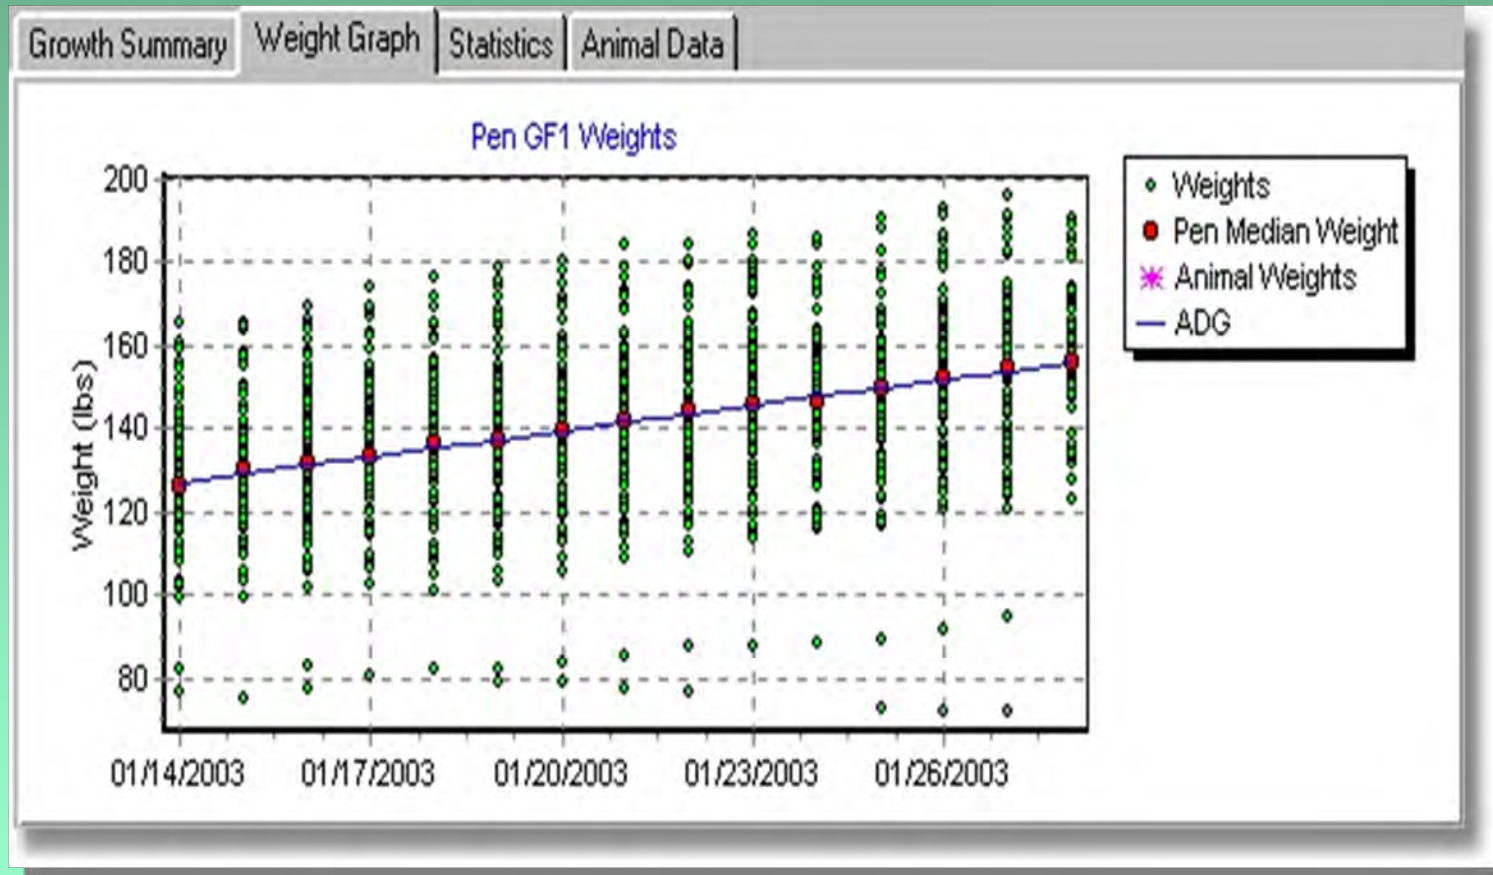 Growth Summary Weight Graph Statistics Animal Data
Pen GF1 Weights
200
180
160
140
120
100
80
Weight (lbs)
01/14/2003 01/17/2003 01/20/2003 01/23/2003 01/26/2003
Weights
Pen Median Weight
Animal Weights
ADG